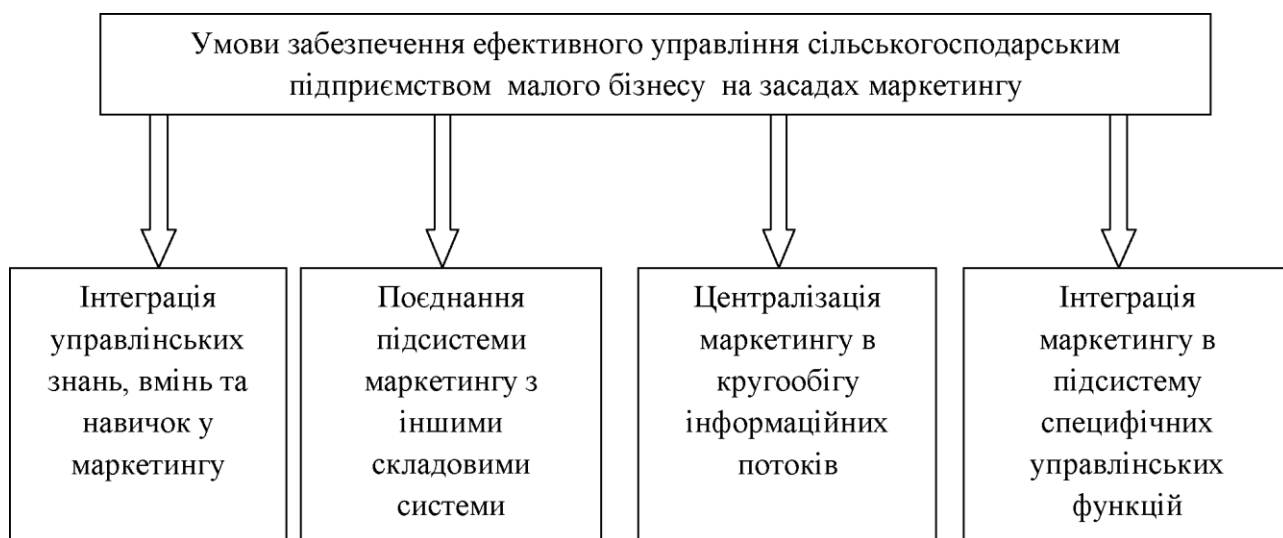 Умови забезпечення ефективного управління сільськогосподарським
підприємством малого бізнесу на засадах маркетингу
Інтеграція
управлінських
знань, вмінь та
навичок у
маркетингу
Поєднання
підсистеми
маркетингу з
іншими
складовими
системи
Централізація
маркетингу в
кругообігу
інформаційних
потоків
Інтеграція
маркетингу в
підсистему
специфічних
управлінських
функцій